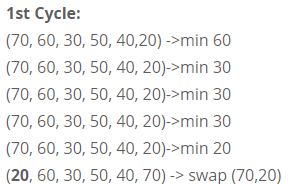 1st Cycle:
(70, 60, 30, 50, 40,20) ->min 60
(70, 60, 30, 50, 40, 20)->min 30
(70, 60, 30, 50, 40, 20)->min 30
(70, 60, 30, 50, 40, 20)->min 30
(70, 60, 30, 50, 40, 20)->min 20
(20, 60, 30, 50, 40, 70) -> swap (70,20)